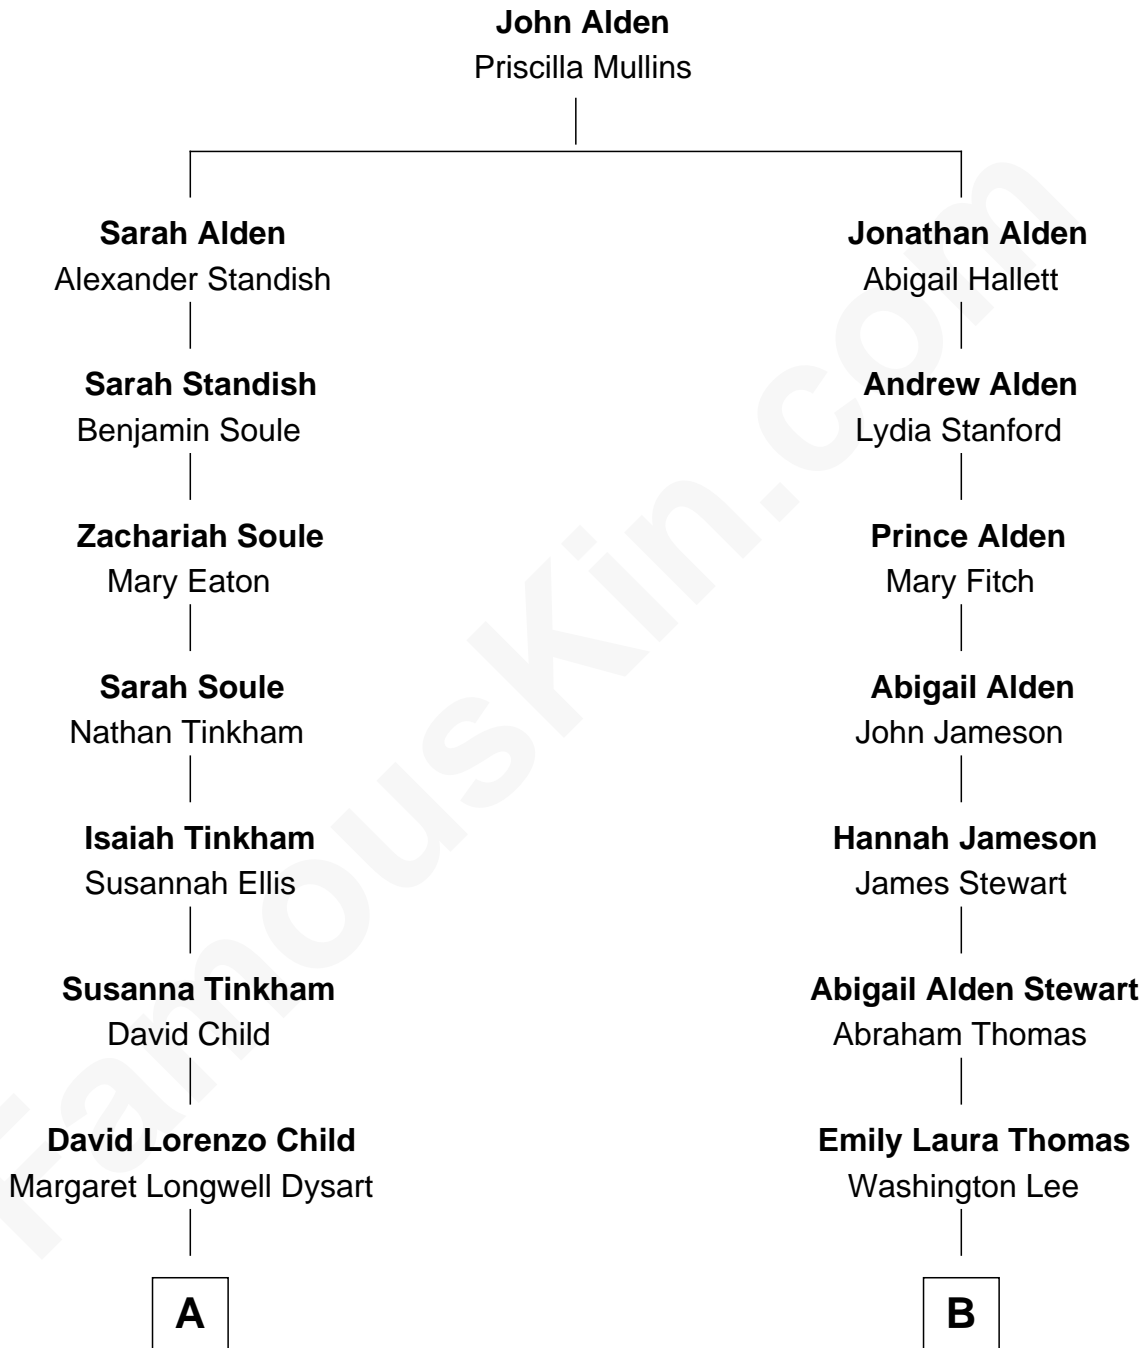 John Alden
Priscilla Mullins
Sarah Alden
Alexander Standish
Jonathan Alden
Abigail Hallett
Sarah Standish
Benjamin Soule
Andrew Alden
Lydia Stanford
Zachariah Soule
Mary Eaton
Prince Alden
Mary Fitch
Sarah Soule
Nathan Tinkham
Abigail Alden
John Jameson
Isaiah Tinkham
Susannah Ellis
Hannah Jameson
James Stewart
Susanna Tinkham
David Child
Abigail Alden Stewart
Abraham Thomas
David Lorenzo Child
Margaret Longwell Dysart
Emily Laura Thomas
Washington Lee
A
B
FamousKin.com